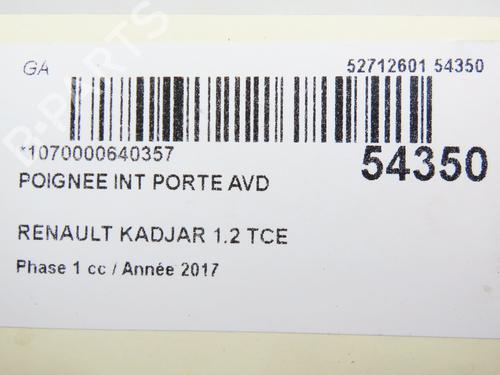 GA 52712601 54350
*1070000640357 54350
POIGNEE INT PORTE AVD
RENAULT KADJAR 1.2 TCE
Phase 1 cc / Année 2017
B-PARTS